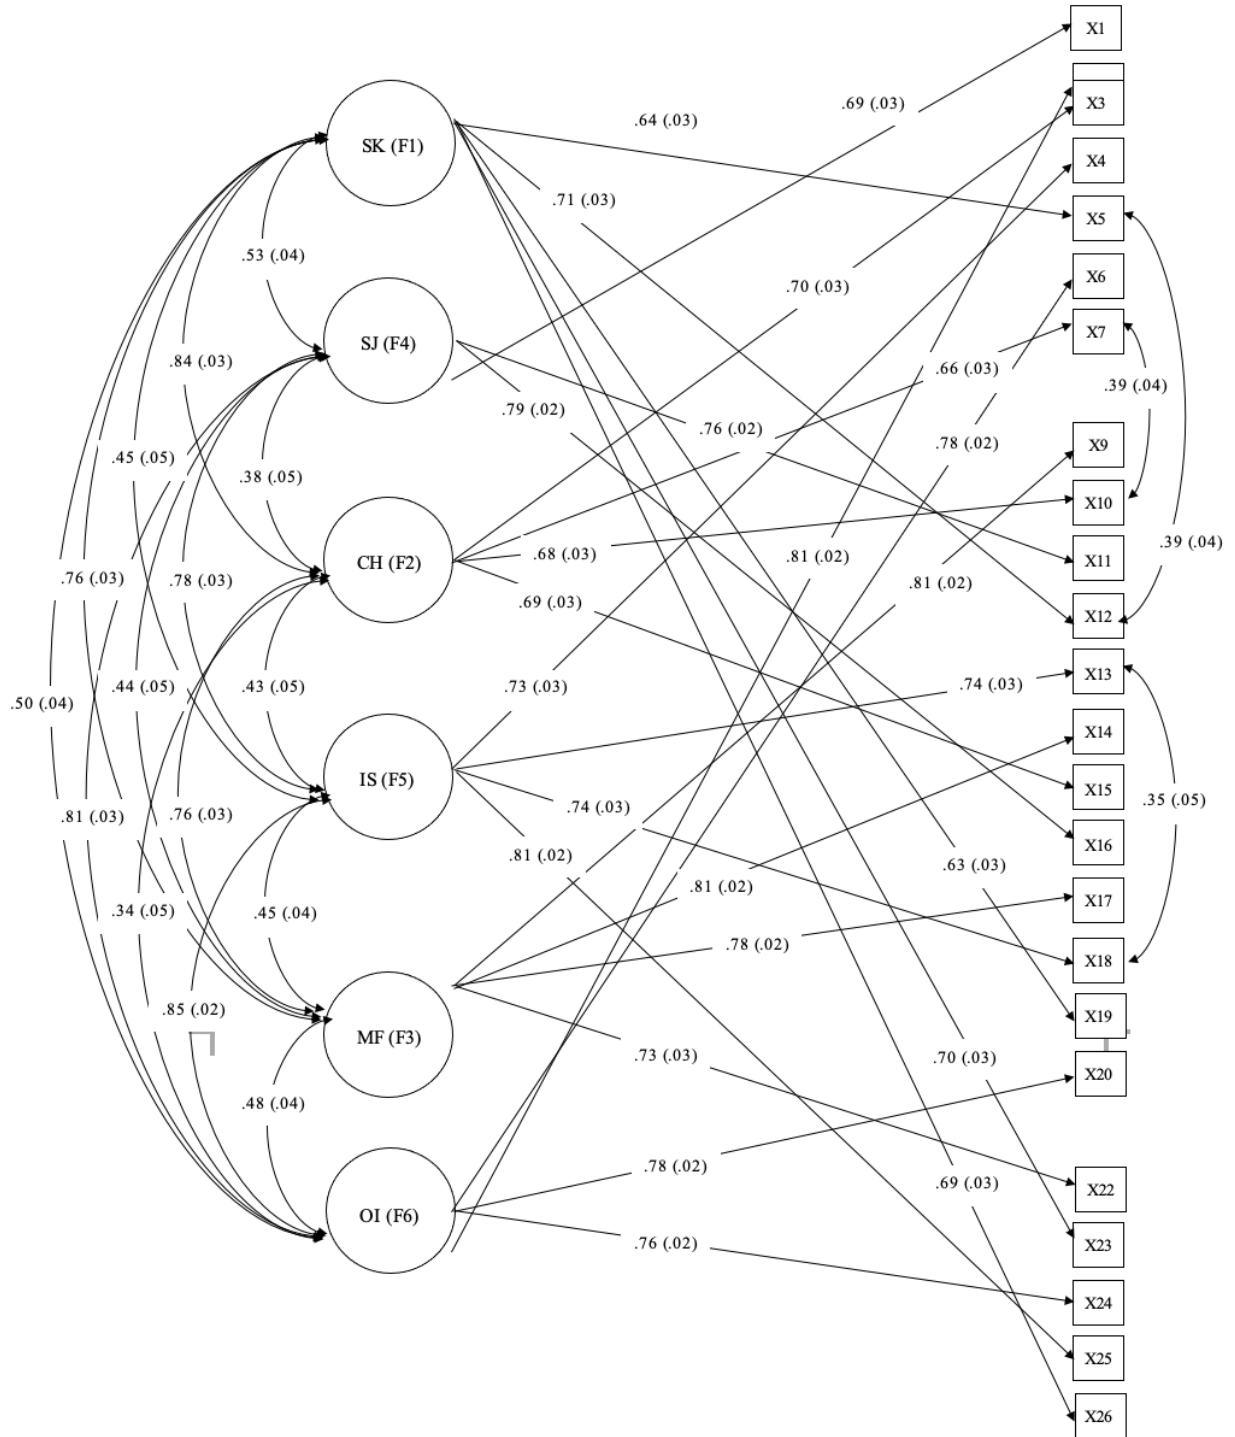 X1
X3
.69 (.03)
.64 (.03)
SK (F1)
X4
.71 (.03)
X5
.53 (.04)
X6
.70 (.03)
X7
SJ (F4)
.84 (.03)
.66 (.03)
.39 (.04)
.79 (.02)
.76 (.02)
.78 (.02)
X9
.45 (.05)
.38 (.05)
X10
.39 (.04)
.68 (.03)
.81 (.02)
X11
CH (F2)
.76 (.03)
.78 (.03)
.81 (.02)
.69 (.03)
X12
X13
.44 (.05)
.43 (.05)
.73 (.03)
.74 (.03)
.50 (.04)
X14
IS (F5)
X15
.35 (.05)
.81 (.03)
.76 (.03)
.74 (.03)
X16
.81 (.02)
.63 (.03)
.81 (.02)
X17
.34 (.05)
.45 (.04)
.78 (.02)
X18
.85 (.02)
X19
MF (F3)
.73 (.03)
.70 (.03)
X20
.48 (.04)
.78 (.02)
.69 (.03)
X22
OI (F6)
.76 (.02)
X23
X24
X25
X26